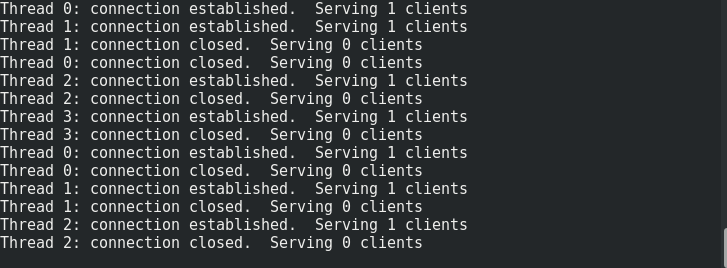 Thread 0: connection established.  Serving 1 clients
Thread 1: connection established.  Serving 1 clients
Thread 1: connection closed.  Serving 0 clients
Thread 0: connection closed.  Serving 0 clients
Thread 2: connection established.  Serving 1 clients
Thread 2: connection closed.  Serving 0 clients
Thread 3: connection established.  Serving 1 clients
Thread 3: connection closed.  Serving 0 clients
Thread 0: connection established.  Serving 1 clients
Thread 0: connection closed.  Serving 0 clients
Thread 1: connection established.  Serving 1 clients
Thread 1: connection closed.  Serving 0 clients
Thread 2: connection established.  Serving 1 clients
Thread 2: connection closed.  Serving 0 clients